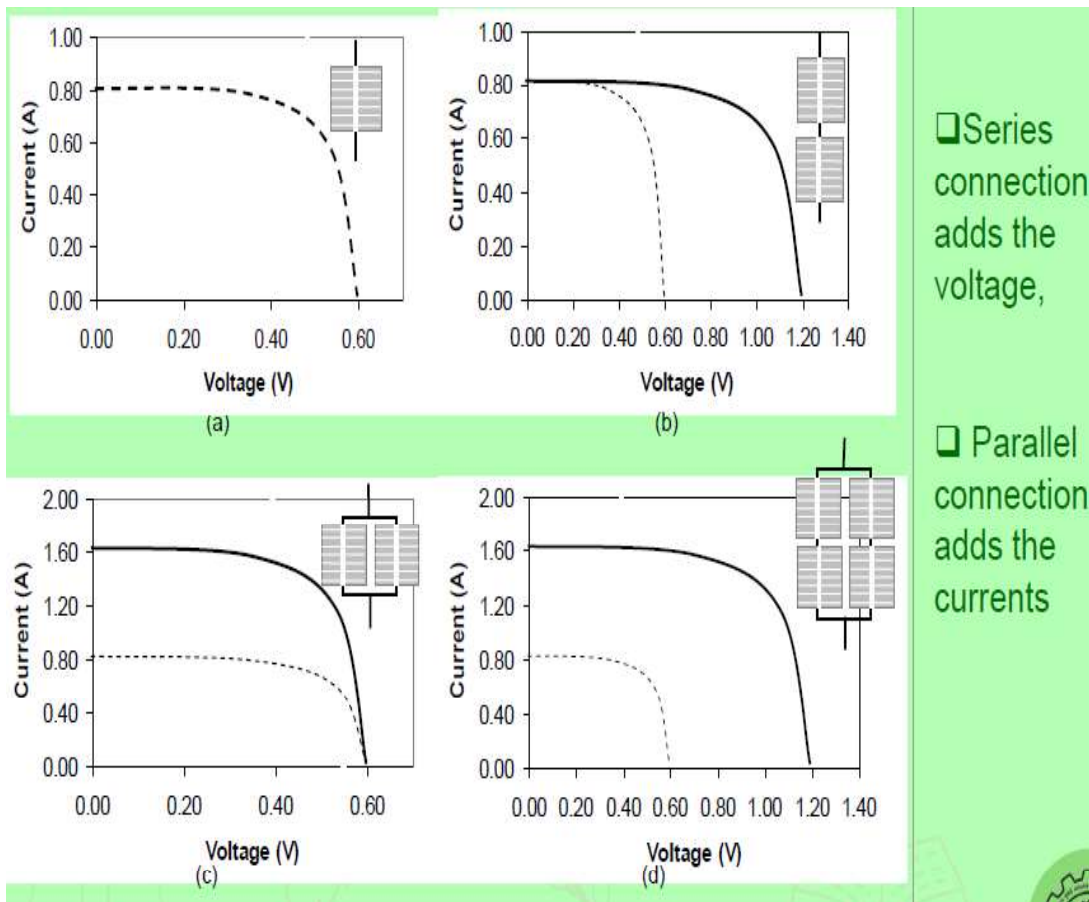 1.00
0.80
0.60
0.40
0.20
0.00
Current (A)
0.00 0.20 0.40 0.60
Voltage (V)
(a)
1.00
0.80
0.60
0.40
0.20
0.00
Current (A)
0.00 0.20 0.40 0.60 0.80 1.00 1.20 1.40
Voltage (V)
(b)
❑Series
connection
adds the
voltage,
2.00
1.60
1.20
0.80
0.40
0.00
Current (A)
0.00 0.20 0.40 0.60
Voltage (V)
(c)
2.00
1.60
1.20
0.80
0.40
0.00
Current (A)
0.00 0.20 0.40 0.60 0.80 1.00 1.20 1.40
Voltage (V)
(d)
❑ Parallel
connection
adds the
currents